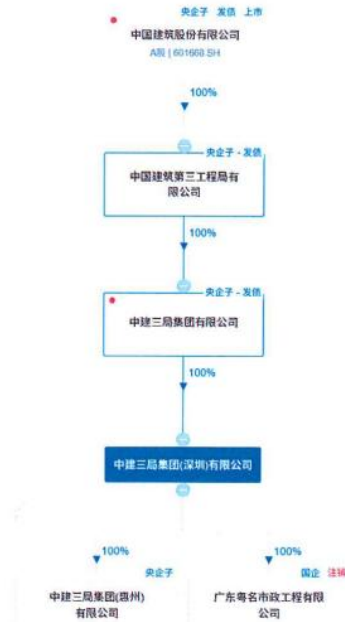 央企子 发债 上市
中国建筑股份有限公司
A股 | 601668.SH
100%
央企子-发债
中国建筑第三工程局有
限公司
100%
央企子-发债
中建三局集团有限公司
100%
中建三局集团(深圳)有限公司
100%
100%
央企子
国企 注销
中建三局集团(惠州)
有限公司
广东粤名市政工程有限
公司